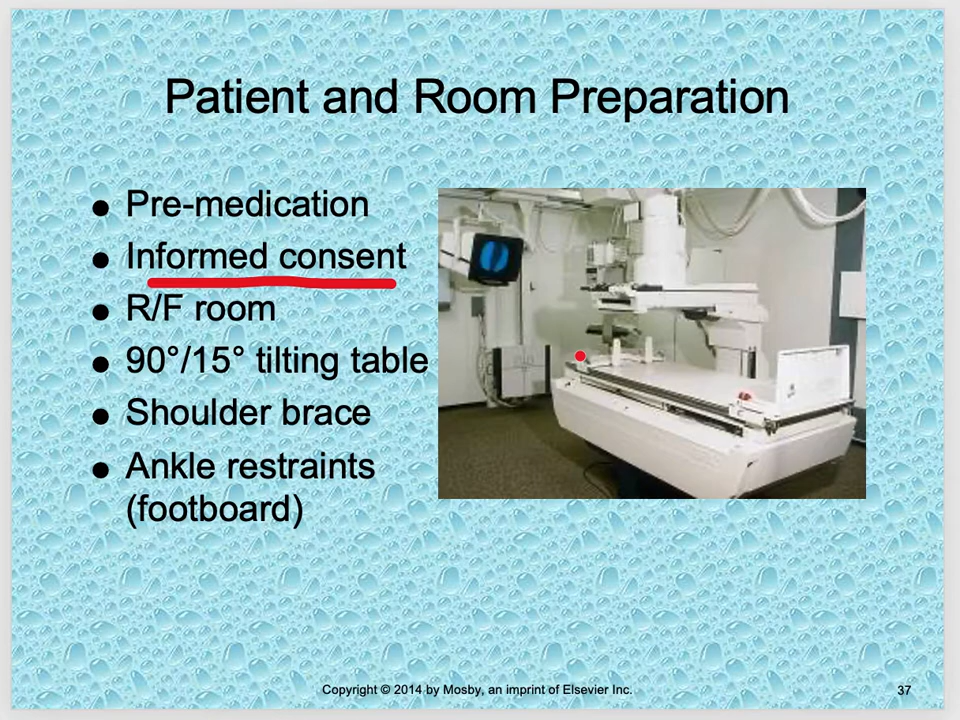 Patient and Room Preparation
● Pre-medication
● Informed consent
● R/F room
● 90°/15° tilting table
● Shoulder brace
● Ankle restraints
(footboard)
Copyright © 2014 by Mosby, an imprint of Elsevier Inc.
37